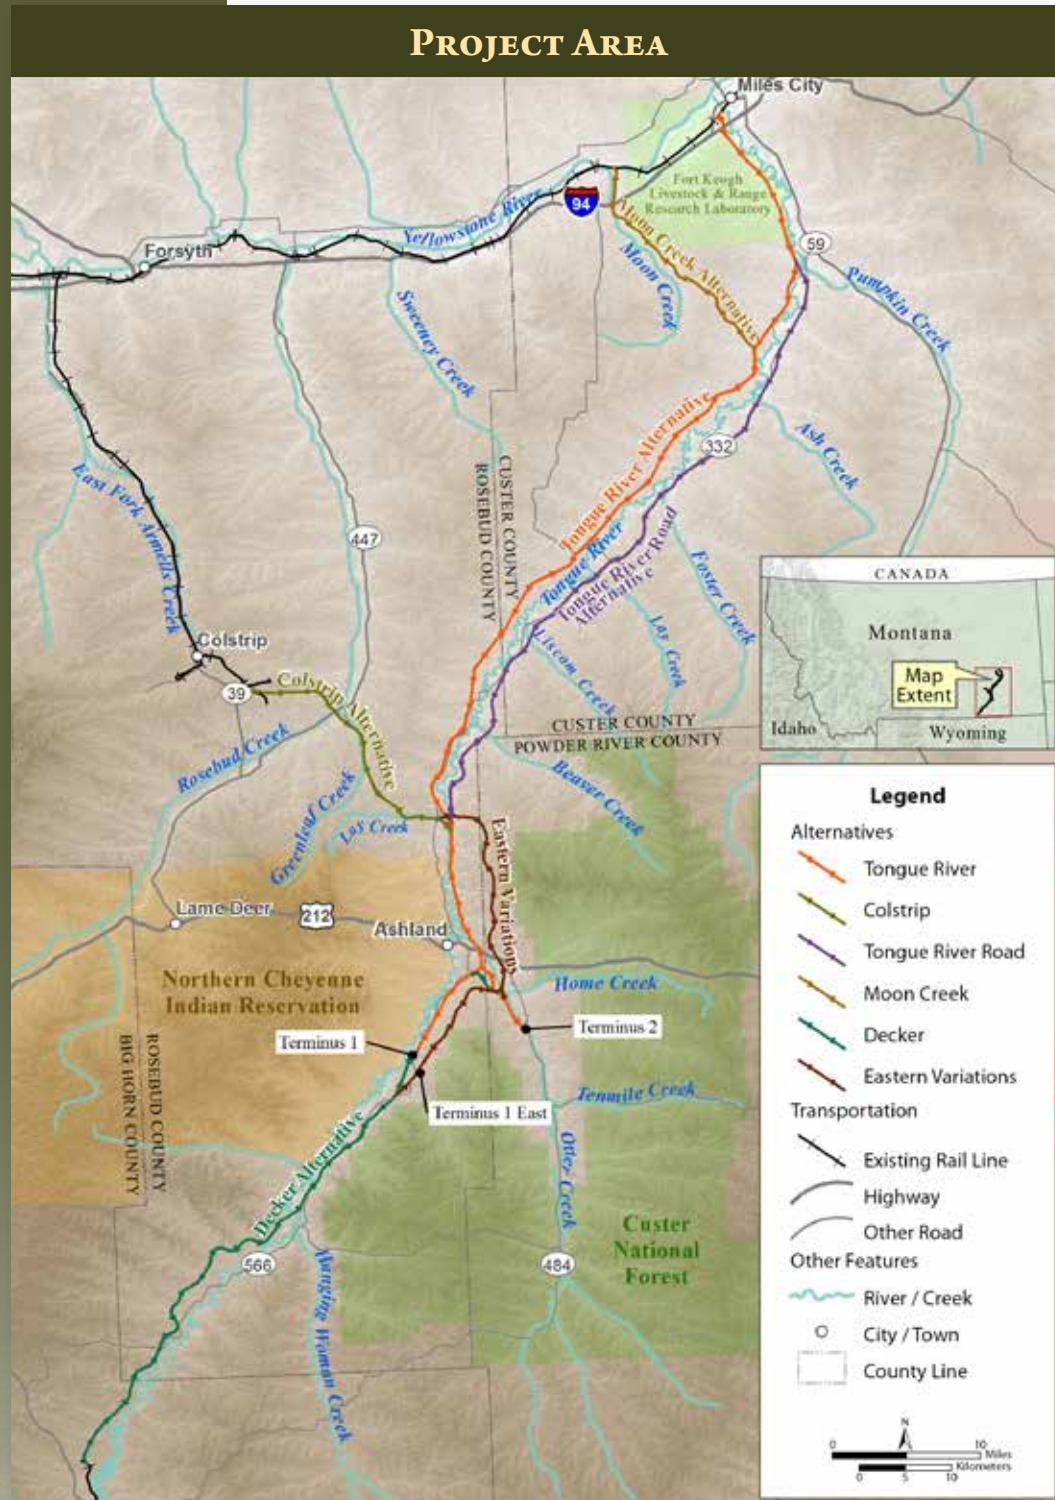 PROJECT AREA
Miles City
Fort Keogh
Livestock & Range
Research Laboratory
94
Yellowstone River
Forsyth
Moon Creek Alternative
Moon Creek
59
Pumpkin Creek
Sweeney Creek
Tongue River Alternative
332
Ash Creek
East Fork Armells Creek
CUSTER COUNTY
ROSEBUD COUNTY
447
Tongue River
Tongue River Road
Alternative
Foster Creek
Lay Creek
Liscom Creek
Colstrip
39
Colstrip Alternative
Rosebud Creek
CUSTER COUNTY
POWDER RIVER COUNTY
Beaver Creek
Greenleaf Creek
Lay Creek
Eastern Variations
Lame Deer
212
Ashland
Northern Cheyenne
Indian Reservation
Home Creek
Terminus 1
Terminus 2
Terminus 1 East
Tenmile Creek
ROSEBUD COUNTY
BIG HORN COUNTY
Decker Alternative
Otter Creek
566
484
Custer
National
Forest
Hanging Woman Creek
CANADA
Montana
Map
Extent
Idaho
Wyoming
Legend
Alternatives
Tongue River
Colstrip
Tongue River Road
Moon Creek
Decker
Eastern Variations
Transportation
Existing Rail Line
Highway
Other Road
Other Features
River / Creek
City / Town
County Line
N
0 10
Miles
Kilometers
0 5 10